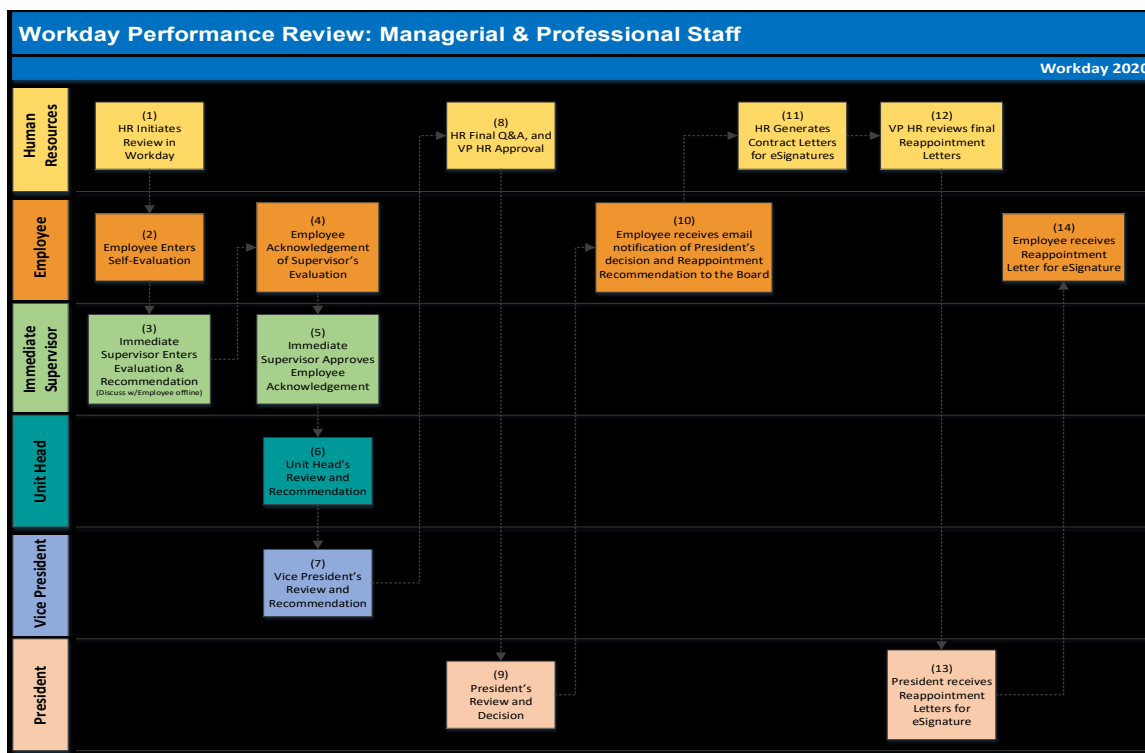 Workday Performance Review: Managerial & Professional Staff
Workday 2020
Human
Resources
(1)
HR Initiates
Review in
Workday
(8)
HR Final Q&A, and
VP HR Approval
(11)
HR Generates
Contract Letters
for eSignatures
(12)
VP HR reviews final
Reappointment
Letters
Employee
(2)
Employee Enters
Self-Evaluation
(4)
Employee
Acknowledgement
of Supervisor's
Evaluation
(10)
Employee receives email
notification of President's
decision and Reappointment
Recommendation to the Board
(14)
Employee receives
Reappointment
Letter for eSignature
Immediate
Supervisor
(3)
Immediate
Supervisor Enters
Evaluation &
Recommendation
(Discuss w/Employee offline)
(5)
Immediate
Supervisor Approves
Employee
Acknowledgement
Unit Head
(6)
Unit Head's
Review and
Recommendation
Vice President
(7)
Vice President's
Review and
Recommendation
President
(9)
President's
Review and
Decision
(13)
President receives
Reappointment
Letters for
eSignature